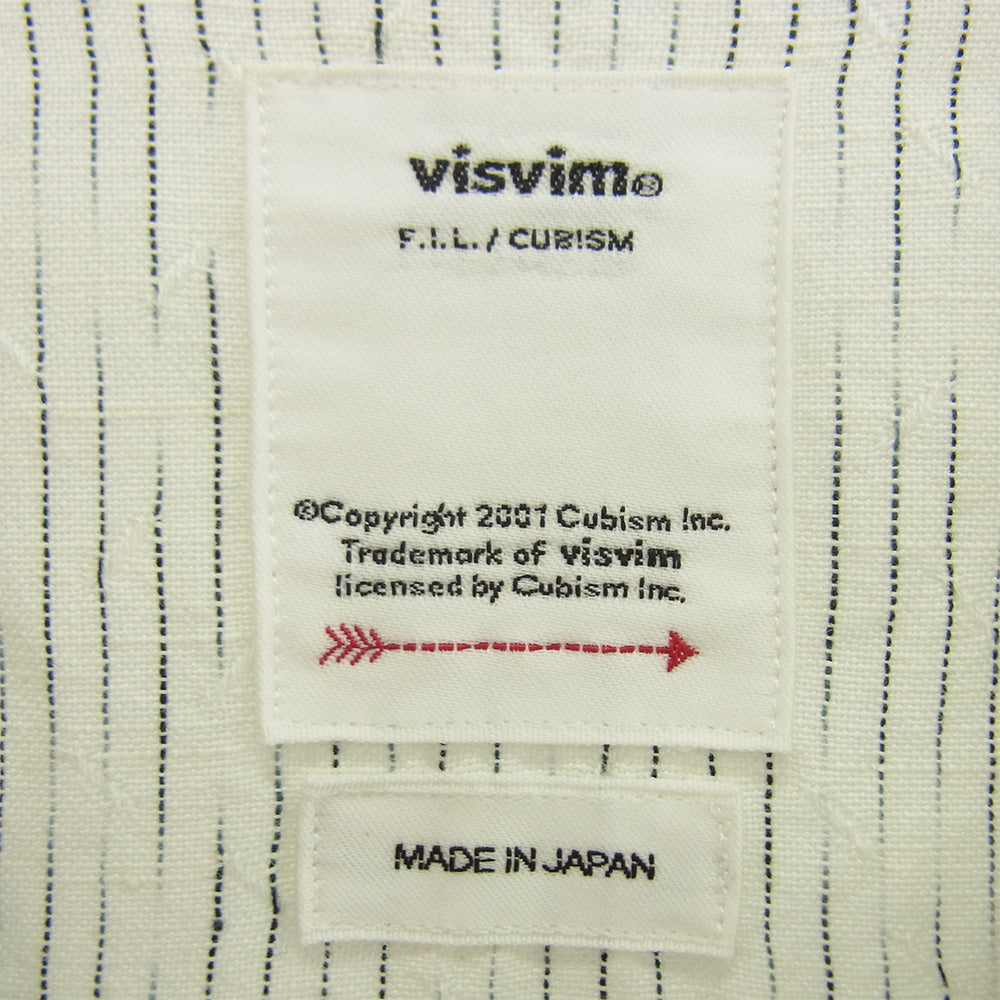 visvim®
F.I.L. / CUBISM
©Copyright 2001 Cubism Inc.
Trademark of visvim
licensed by Cubism Inc.
MADE IN JAPAN